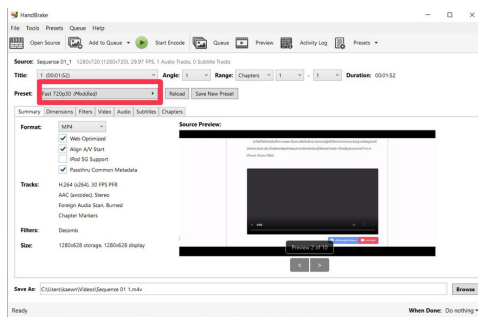 HandBrake
File Tools Presets Queue Help
Open Source Add to Queue Start Encode Queue Preview Activity Log Presets
Source: Sequence 01_1 1280x720 (1280x720), 29.97 FPS, 1 Audio Tracks, 0 Subtitle Tracks
Title: 1 (00:01:52) Angle: 1 Range: Chapters 1 - 1 Duration: 00:01:52
Preset: Fast 720p30 (Modified) Reload Save New Preset
Summary Dimensions Filters Video Audio Subtitles Chapters
Format: MP4 Source Preview:
Web Optimized
Align A/V Start
iPod 5G Support
Passthru Common Metadata
Tracks: H.264 (x264), 30 FPS PFR
AAC (avcodec), Stereo
Foreign Audio Scan, Burned
Chapter Markers
Filters: Decomb
Size: 1280x628 storage, 1280x628 display
Preview 2 of 10
< >
Save As: C:\Users\kaewn\Videos\Sequence 01 1.m4v Browse
Ready When Done: Do nothing